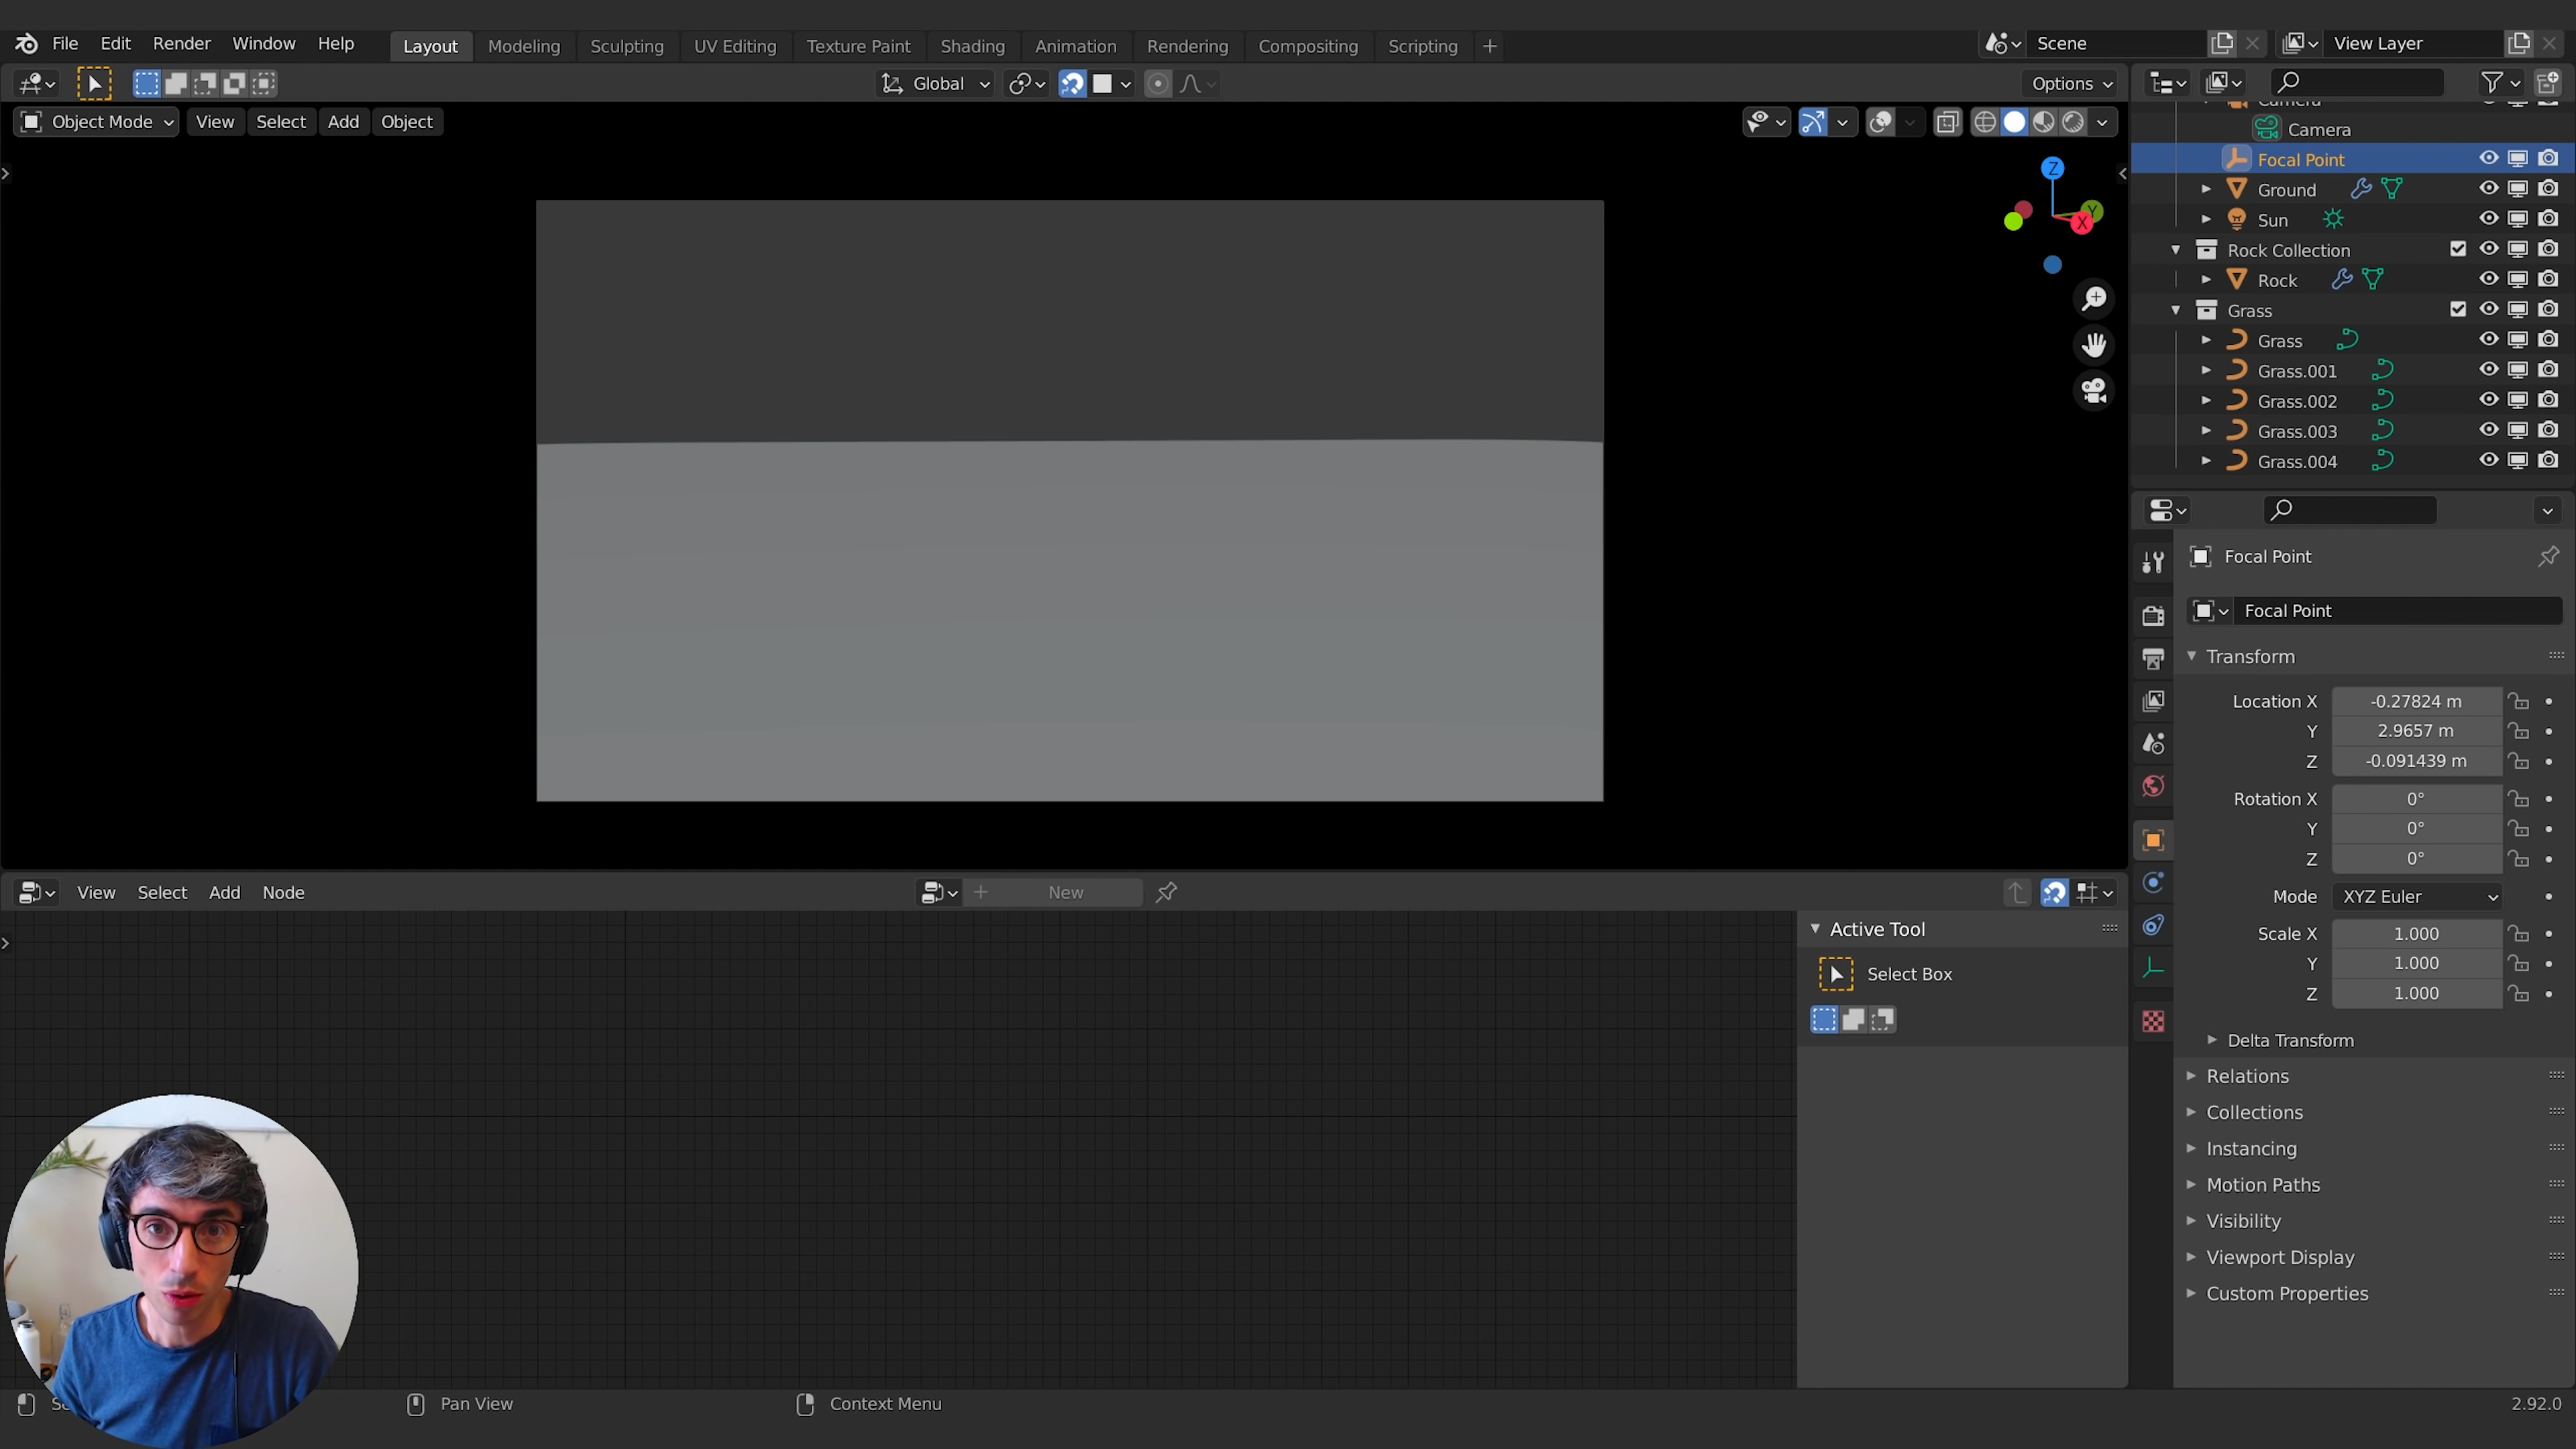 File Edit Render Window Help Layout Modeling Sculpting UV Editing Texture Paint Shading Animation Rendering Compositing Scripting + Scene View Layer
Global Options
Object Mode View Select Add Object
Z
Y
X
Camera
Camera
Focal Point
Ground
Sun
Rock Collection
Rock
Grass
Grass
Grass.001
Grass.002
Grass.003
Grass.004
Focal Point
Focal Point
Transform
Location X -0.27824 m
Y 2.9657 m
Z -0.091439 m
Rotation X 0°
Y 0°
Z 0°
Mode XYZ Euler
Scale X 1.000
Y 1.000
Z 1.000
Delta Transform
Relations
Collections
Instancing
Motion Paths
Visibility
Viewport Display
Custom Properties
View Select Add Node New
Active Tool
Select Box
Pan View Context Menu 2.92.0